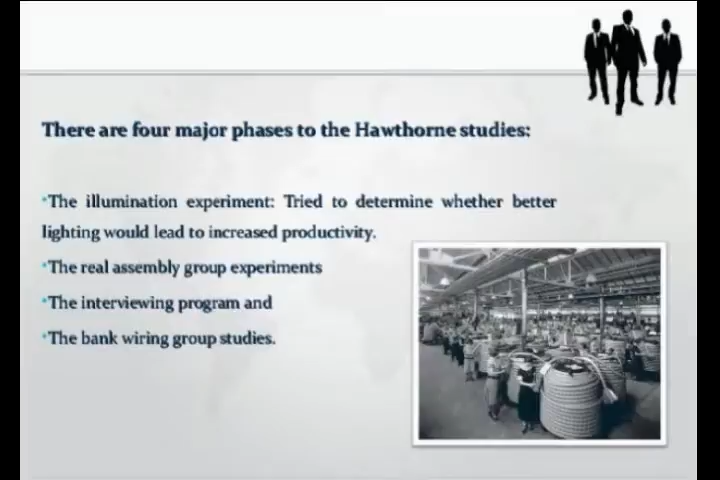 There are four major phases to the Hawthorne studies:
•The illumination experiment: Tried to determine whether better
lighting would lead to increased productivity.
•The real assembly group experiments
•The interviewing program and
•The bank wiring group studies.